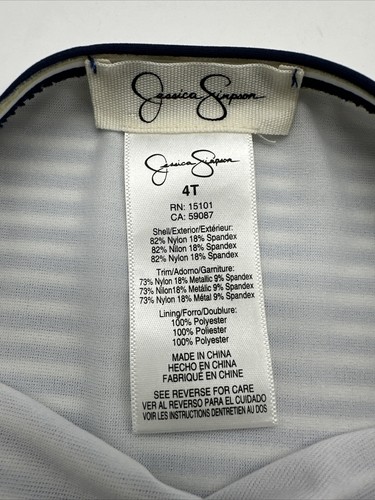 Jessica Simpson
Jessica Simpson
4T
RN: 15101
CA: 59087
Shell/Exterior/Extérieur:
82% Nylon 18% Spandex
82% Nilon 18% Spandex
82% Nylon 18% Spandex
Trim/Adorno/Garniture:
73% Nylon 18% Metallic 9% Spandex
73% Nilon18% Metálic 9% Spandex
73% Nylon 18% Métal 9% Spandex
Lining/Forro/Doublure:
100% Polyester
100% Poliester
100% Polyester
MADE IN CHINA
HECHO EN CHINA
FABRIQUÉ EN CHINE
SEE REVERSE FOR CARE
VER AL REVERSO PARA EL CUIDADO
VOIR LES INSTRUCTIONS DENTRETIEN AU DOS